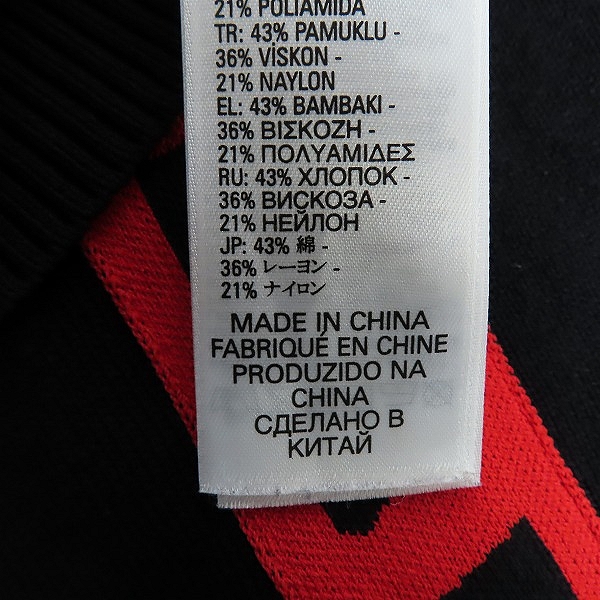 21% POLIAMIDA
TR: 43% PAMUKLU -
36% VİSKON -
21% NAYLON
EL: 43% ΒΑΜΒΑΚΙ -
36% ΒΙΣΚΟΖΗ -
21% ΠΟΛΥΑΜΙΔΕΣ
RU: 43% ХЛОПОК -
36% ВИСКОЗА -
21% НЕЙЛОН
JP: 43% 綿 -
36% レーヨン -
21% ナイロン
MADE IN CHINA
FABRIQUÉ EN CHINE
PRODUZIDO NA
CHINA
СДЕЛАНО В
КИТАЙ